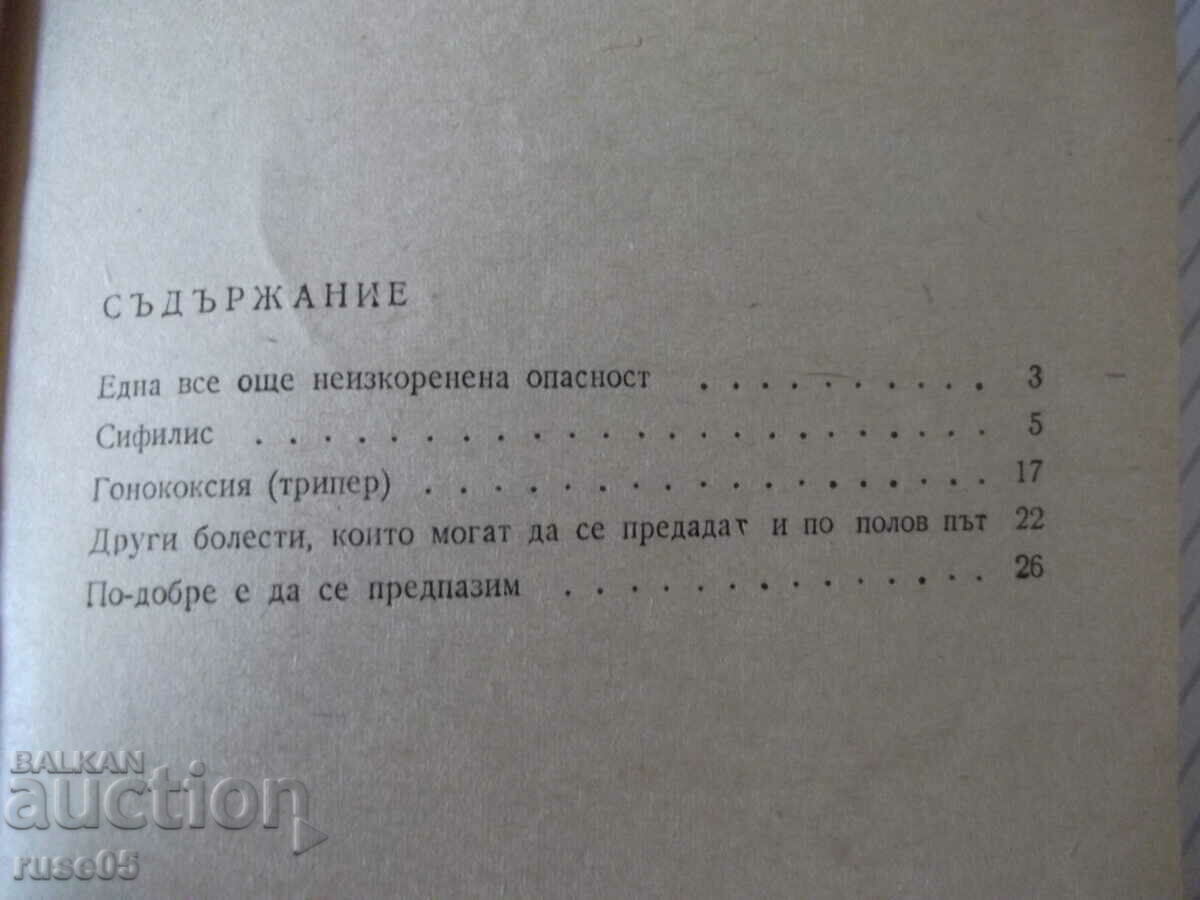 СЪДЪРЖАНИЕ
Една все още неизкоренена опасност . . . . . . . . . . . 3
Сифилис . . . . . . . . . . . . . . . . . . . . . . 5
Гонококсия (трипер) . . . . . . . . . . . . . . . . . 17
Други болести, които могат да се предадат и по полов път 22
По-добре е да се предпазим . . . . . . . . . . . . . . 26
BALKAN
auction
ruse05